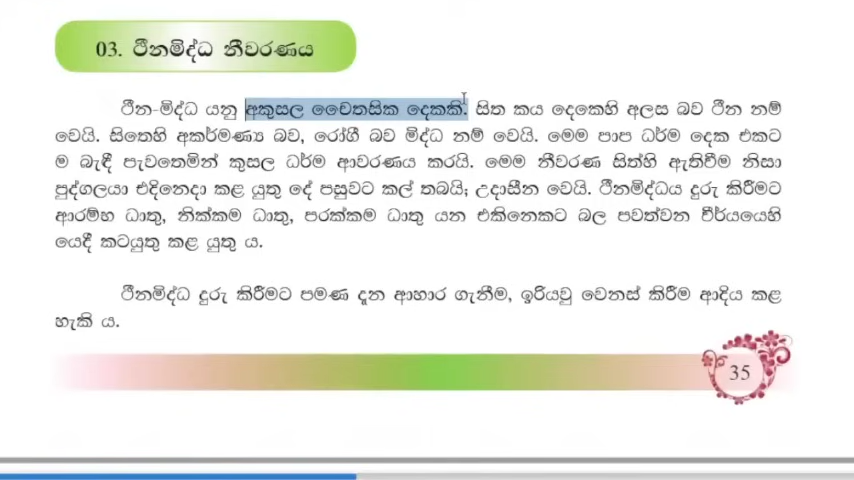 03. ථීනමිද්ධ නීවරණය
ථීන-මිද්ධ යනු අකුසල චෛතසික දෙකකි. සිත කය දෙකෙහි අලස බව ථීන නම්
වෙයි. සිතෙහි අකර්මණ්‍ය බව, රෝගී බව මිද්ධ නම් වෙයි. මෙම පාප ධර්ම දෙක එකට
ම බැඳී පැවතෙමින් කුසල ධර්ම ආවරණය කරයි. මෙම නීවරණ සිත්හි ඇතිවීම නිසා
පුද්ගලයා එදිනෙදා කළ යුතු දේ පසුවට කල් තබයි; උදාසීන වෙයි. ථීනමිද්ධය දුරු කිරීමට
ආරම්භ ධාතු, නික්කම ධාතු, පරක්කම ධාතු යන එකිනෙකට බල පවත්වන වීර්යයෙහි
යෙදී කටයුතු කළ යුතු ය.
ථීනමිද්ධ දුරු කිරීමට පමණ දූන ආහාර ගැනීම, ඉරියවු වෙනස් කිරීම ආදිය කළ
හැකි ය.
35